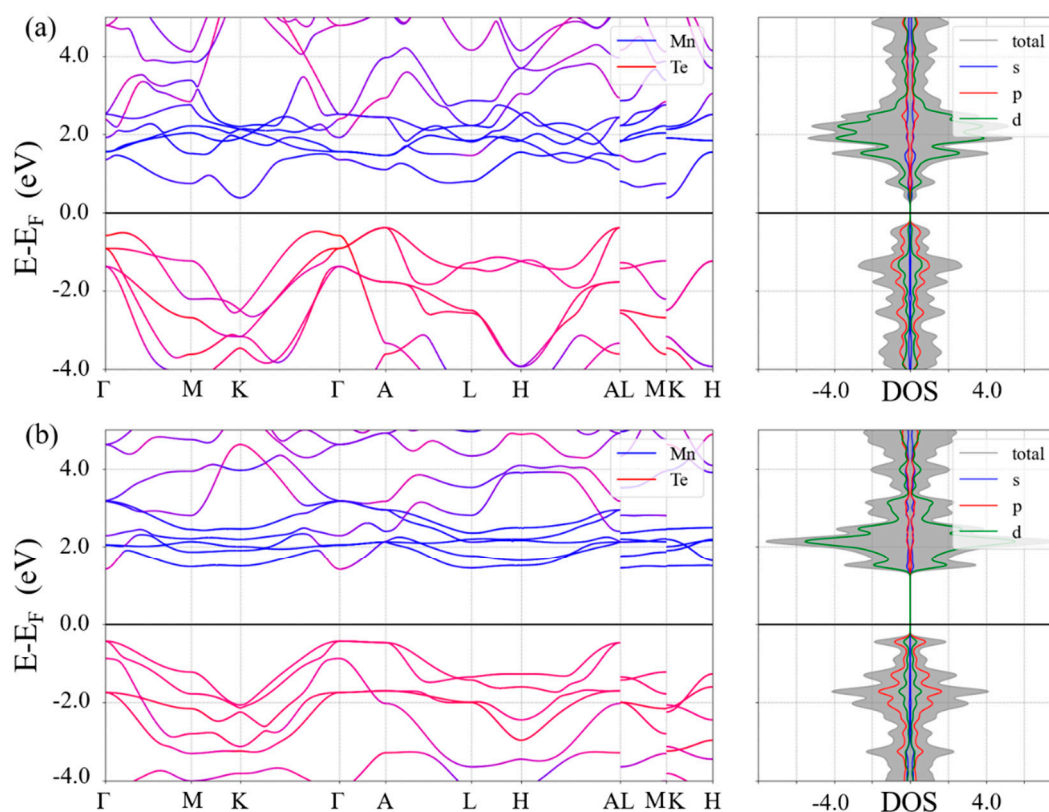 (a)
E-E_F (eV)
4.0
2.0
0.0
-2.0
-4.0
Mn
Te
Γ M K Γ A L H AL MK H
total
s
p
d
-4.0 DOS 4.0
(b)
E-E_F (eV)
4.0
2.0
0.0
-2.0
-4.0
Mn
Te
Γ M K Γ A L H AL MK H
total
s
p
d
-4.0 DOS 4.0